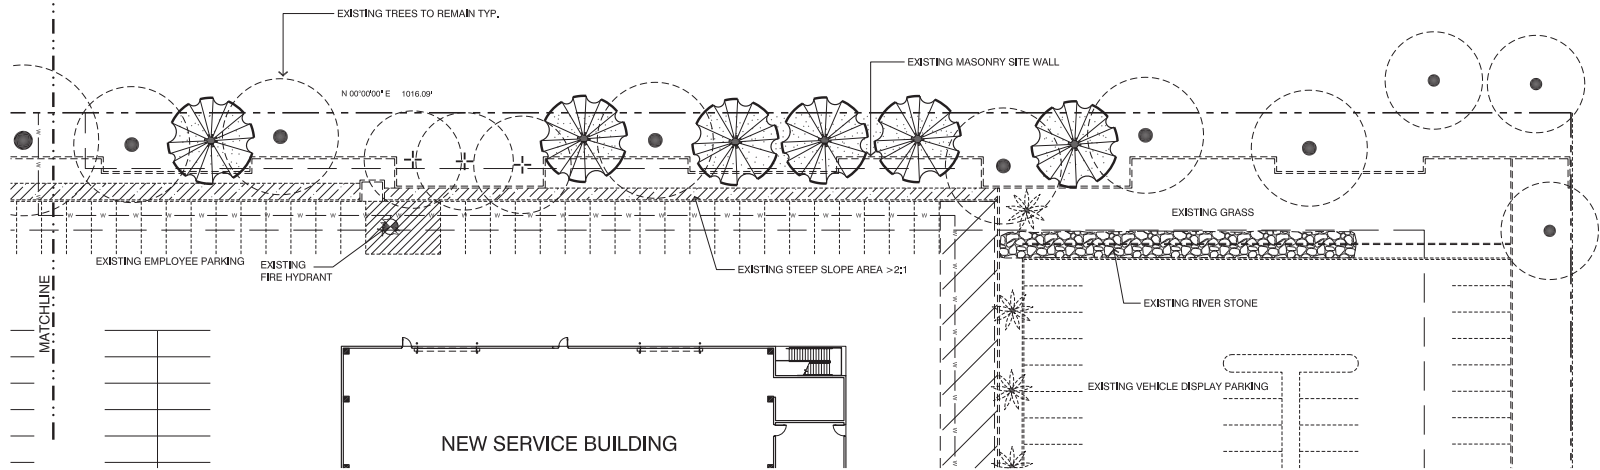 EXISTING TREES TO REMAIN TYP.
EXISTING MASONRY SITE WALL
N 00°00'00" E 1016.09'
EXISTING GRASS
EXISTING EMPLOYEE PARKING
EXISTING
FIRE HYDRANT
EXISTING STEEP SLOPE AREA >2:1
EXISTING RIVER STONE
MATCHLINE
EXISTING VEHICLE DISPLAY PARKING
NEW SERVICE BUILDING